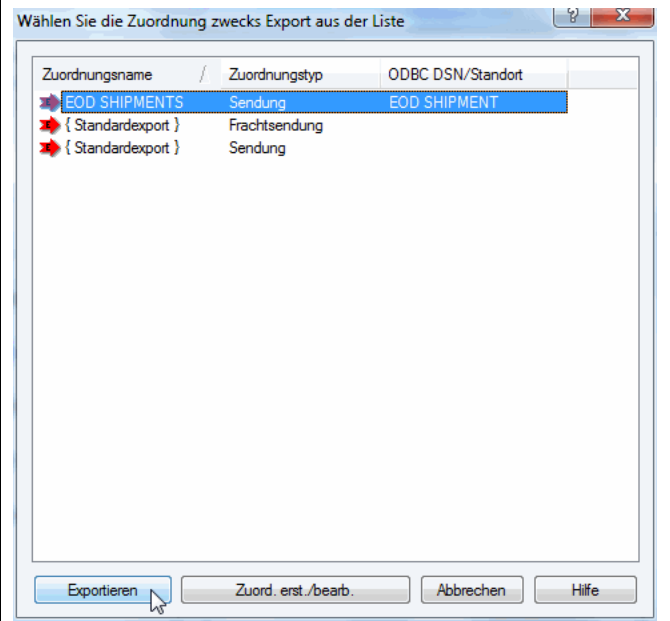 Wählen Sie die Zuordnung zwecks Export aus der Liste
Zuordnungsname / Zuordnungstyp ODBC DSN/Standort
EOD SHIPMENTS Sendung EOD SHIPMENT
{ Standardexport } Frachtsendung
{ Standardexport } Sendung
Exportieren Zuord. erst./bearb. Abbrechen Hilfe